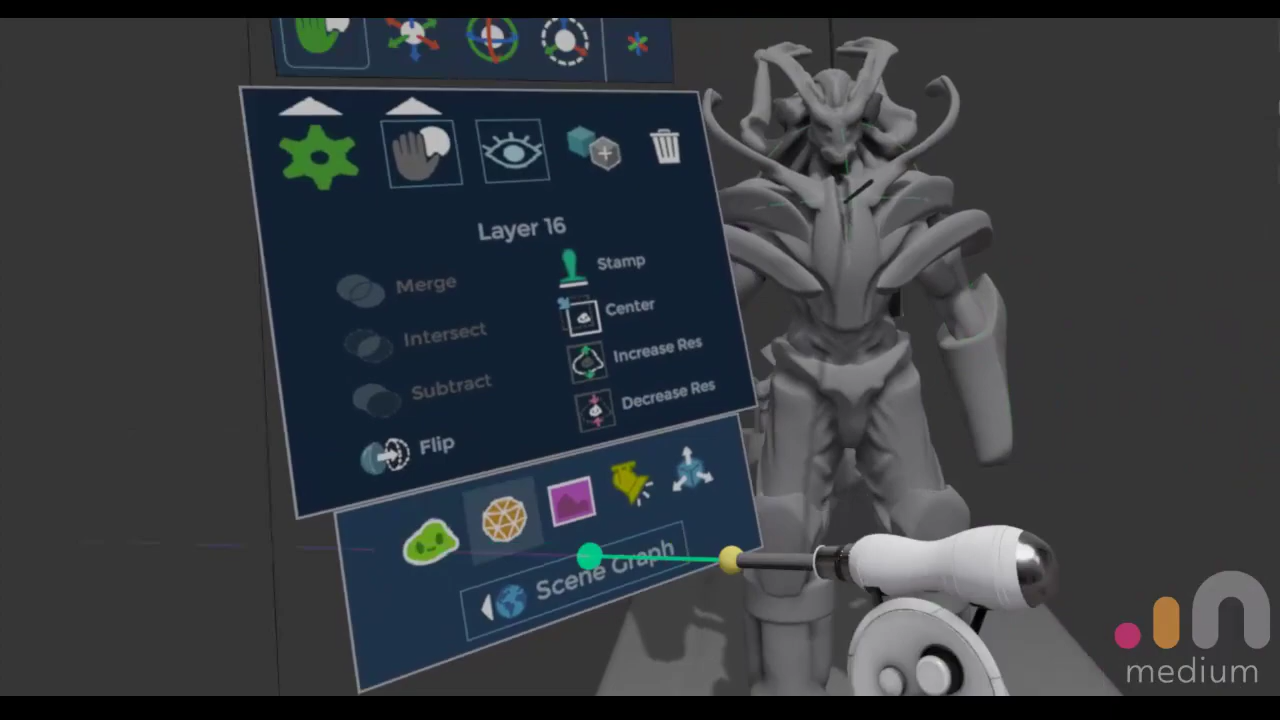 Layer 16
Merge
Intersect
Subtract
Flip
Stamp
Center
Increase Res
Decrease Res
Scene Graph
medium